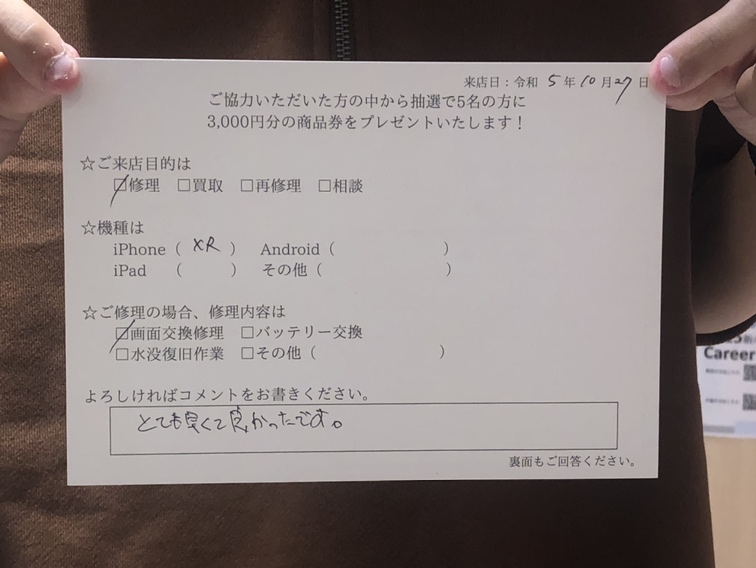 来店日：令和 5 年 10 月 27 日
ご協力いただいた方の中から抽選で5名の方に
3,000円分の商品券をプレゼントいたします！
☆ご来店目的は
☑修理 □買取 □再修理 □相談
☆機種は
iPhone（ XR ） Android（ ）
iPad （ ） その他（ ）
☆ご修理の場合、修理内容は
☑画面交換修理 □バッテリー交換
□水没復旧作業 □その他（ ）
よろしければコメントをお書きください。
とても良くて良かったです。
裏面もご回答ください。
Career